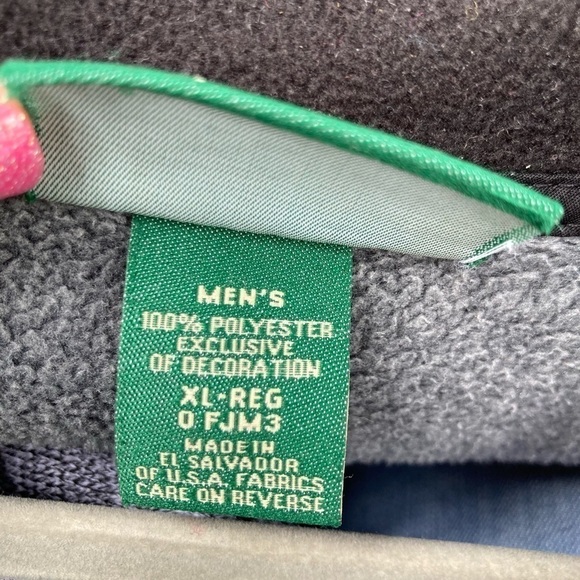 MEN'S
100% POLYESTER
EXCLUSIVE
OF DECORATION
XL-REG
0 FJM3
MADE IN
EL SALVADOR
OF U.S.A. FABRICS
CARE ON REVERSE